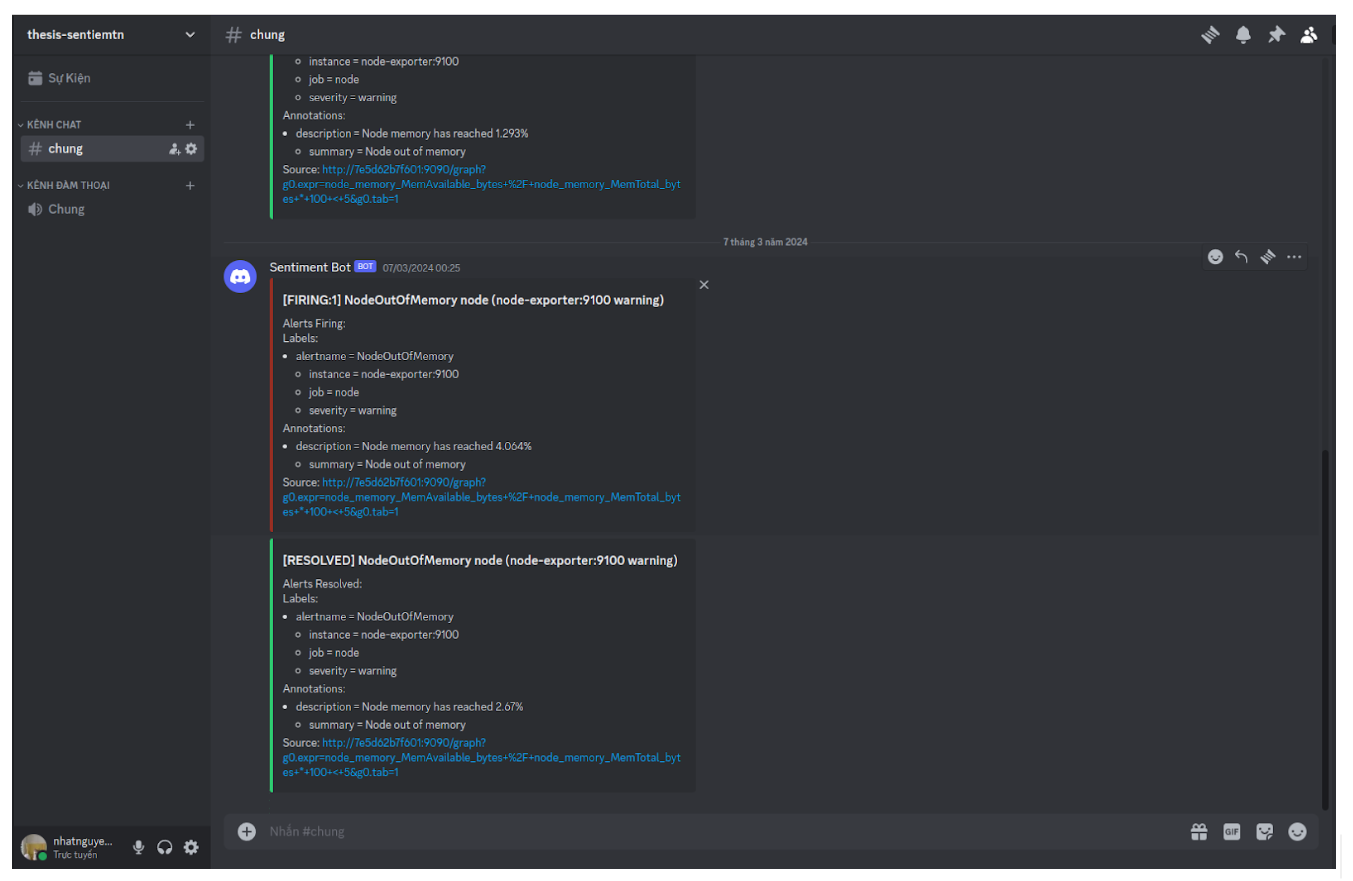 thesis-sentiemtn
Sự Kiện
KÊNH CHAT
chung
KÊNH ĐÀM THOẠI
Chung
nhatnguye...
Trực tuyến
chung
instance = node-exporter:9100
job = node
severity = warning
Annotations:
description = Node memory has reached 1.293%
summary = Node out of memory
Source: http://7e5d62b7f601:9090/graph?
g0.expr=node_memory_MemAvailable_bytes+%2F+node_memory_MemTotal_byt
es+*+100+<+5&g0.tab=1
7 tháng 3 năm 2024
Sentiment Bot BOT 07/03/2024 00:25
[FIRING:1] NodeOutOfMemory node (node-exporter:9100 warning)
Alerts Firing:
Labels:
alertname = NodeOutOfMemory
instance = node-exporter:9100
job = node
severity = warning
Annotations:
description = Node memory has reached 4.064%
summary = Node out of memory
Source: http://7e5d62b7f601:9090/graph?
g0.expr=node_memory_MemAvailable_bytes+%2F+node_memory_MemTotal_byt
es+*+100+<+5&g0.tab=1
[RESOLVED] NodeOutOfMemory node (node-exporter:9100 warning)
Alerts Resolved:
Labels:
alertname = NodeOutOfMemory
instance = node-exporter:9100
job = node
severity = warning
Annotations:
description = Node memory has reached 2.67%
summary = Node out of memory
Source: http://7e5d62b7f601:9090/graph?
g0.expr=node_memory_MemAvailable_bytes+%2F+node_memory_MemTotal_byt
es+*+100+<+5&g0.tab=1
Nhắn #chung
GIF